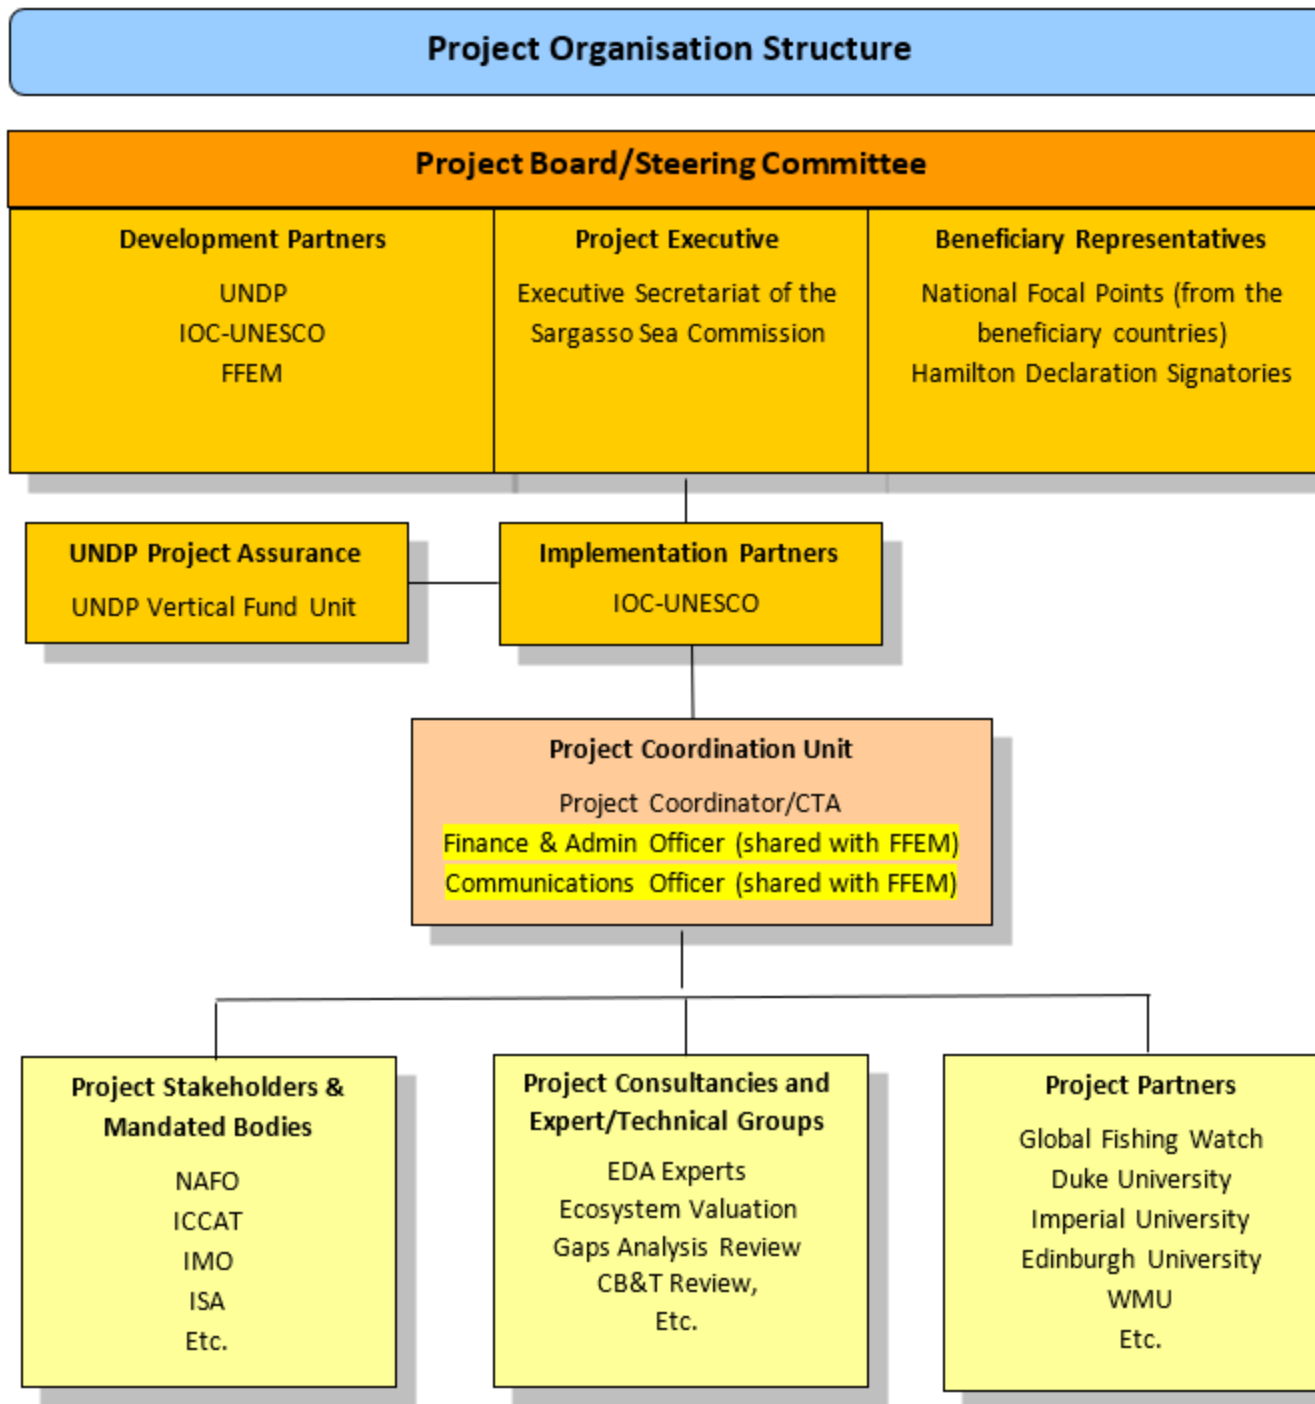 Project Organisation Structure
Project Board/Steering Committee
Development Partners
UNDP
IOC-UNESCO
FFEM
Project Executive
Executive Secretariat of the
Sargasso Sea Commission
Beneficiary Representatives
National Focal Points (from the
beneficiary countries)
Hamilton Declaration Signatories
UNDP Project Assurance
UNDP Vertical Fund Unit
Implementation Partners
IOC-UNESCO
Project Coordination Unit
Project Coordinator/CTA
Finance & Admin Officer (shared with FFEM)
Communications Officer (shared with FFEM)
Project Stakeholders &
Mandated Bodies
NAFO
ICCAT
IMO
ISA
Etc.
Project Consultancies and
Expert/Technical Groups
EDA Experts
Ecosystem Valuation
Gaps Analysis Review
CB&T Review,
Etc.
Project Partners
Global Fishing Watch
Duke University
Imperial University
Edinburgh University
WMU
Etc.